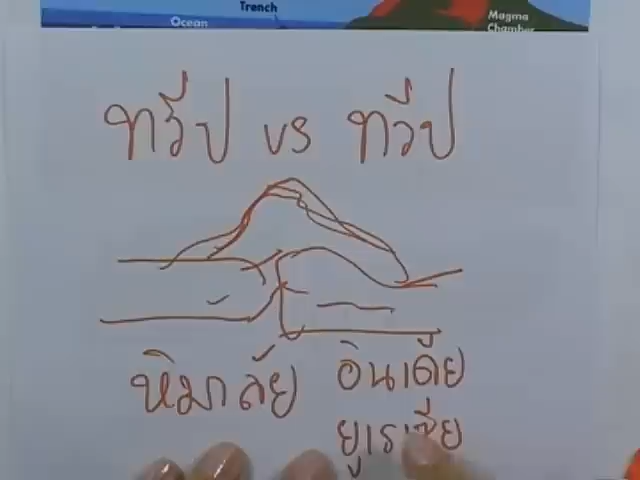 Trench
Ocean
Magma
Chamber
ทวีป vs ทวีป
หิมาลัย
อินเดีย
ยูเรเซีย